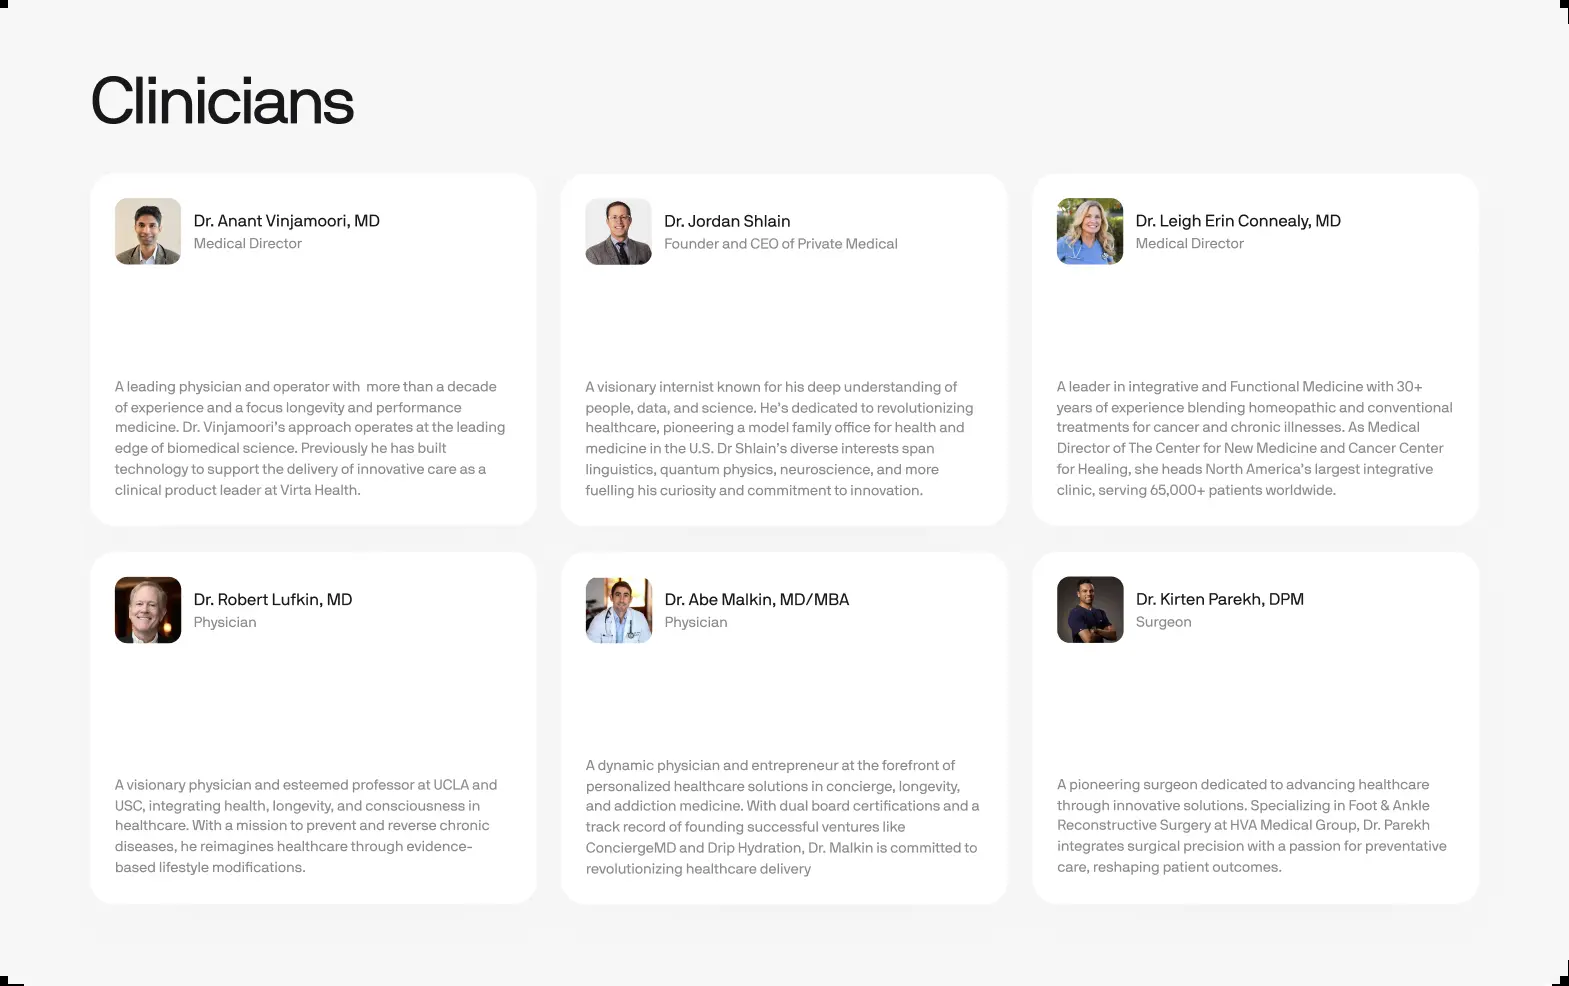 Clinicians
Dr. Anant Vinjamoori, MD
Medical Director
A leading physician and operator with  more than a decade
of experience and a focus longevity and performance
medicine. Dr. Vinjamoori's approach operates at the leading
edge of biomedical science. Previously he has built
technology to support the delivery of innovative care as a
clinical product leader at Virta Health.
Dr. Jordan Shlain
Founder and CEO of Private Medical
A visionary internist known for his deep understanding of
people, data, and science. He's dedicated to revolutionizing
healthcare, pioneering a model family office for health and
medicine in the U.S. Dr Shlain's diverse interests span
linguistics, quantum physics, neuroscience, and more
fuelling his curiosity and commitment to innovation.
Dr. Leigh Erin Connealy, MD
Medical Director
A leader in integrative and Functional Medicine with 30+
years of experience blending homeopathic and conventional
treatments for cancer and chronic illnesses. As Medical
Director of The Center for New Medicine and Cancer Center
for Healing, she heads North America's largest integrative
clinic, serving 65,000+ patients worldwide.
Dr. Robert Lufkin, MD
Physician
A visionary physician and esteemed professor at UCLA and
USC, integrating health, longevity, and consciousness in
healthcare. With a mission to prevent and reverse chronic
diseases, he reimagines healthcare through evidence-
based lifestyle modifications.
Dr. Abe Malkin, MD/MBA
Physician
A dynamic physician and entrepreneur at the forefront of
personalized healthcare solutions in concierge, longevity,
and addiction medicine. With dual board certifications and a
track record of founding successful ventures like
ConciergeMD and Drip Hydration, Dr. Malkin is committed to
revolutionizing healthcare delivery
Dr. Kirten Parekh, DPM
Surgeon
A pioneering surgeon dedicated to advancing healthcare
through innovative solutions. Specializing in Foot & Ankle
Reconstructive Surgery at HVA Medical Group, Dr. Parekh
integrates surgical precision with a passion for preventative
care, reshaping patient outcomes.